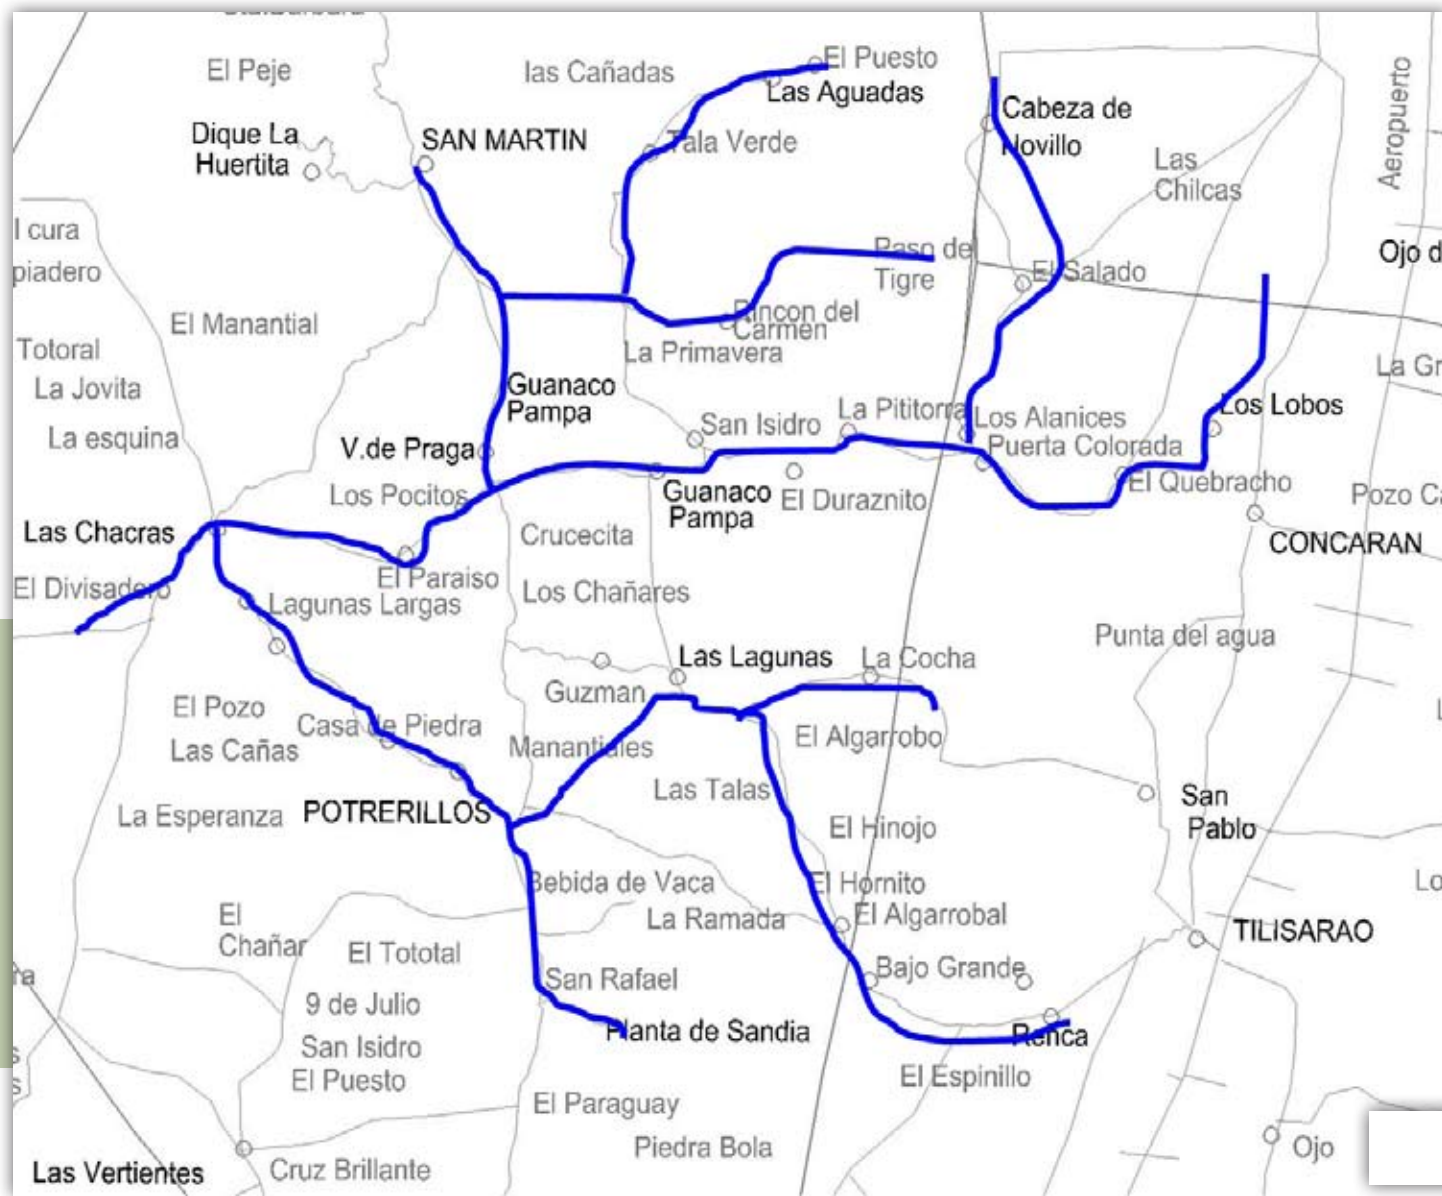 El Peje
las Cañadas
El Puesto
Las Aguadas
Cabeza de
Novillo
Dique La
Huertita
SAN MARTIN
Tala Verde
Las
Chilcas
Aeropuerto
I cura
piadero
Paso del
Tigre
El Salado
Ojo d
El Manantial
Rincon del
Carmen
La Primavera
Totoral
La Jovita
La Gr
Guanaco
Pampa
La esquina
San Isidro
La Pititorra
Los Alanices
Los Lobos
V.de Praga
Puerta Colorada
Los Pocitos
Guanaco
Pampa
El Duraznito
El Quebracho
Pozo Ca
Las Chacras
Crucecita
CONCARAN
El Divisadero
El Paraiso
Los Chañares
Lagunas Largas
Punta del agua
Las Lagunas
La Cocha
Guzman
El Pozo
Casa de Piedra
Las Cañas
Manantiales
El Algarrobo
Las Talas
San
Pablo
La Esperanza
POTRERILLOS
El Hinojo
Bebida de Vaca
El Hornito
Lo
El
Chañar
La Ramada
El Algarrobal
TILISARAO
El Tototal
ra
San Rafael
Bajo Grande
9 de Julio
Planta de Sandia
Renca
San Isidro
El Puesto
El Espinillo
El Paraguay
Piedra Bola
Ojo
Las Vertientes
Cruz Brillante